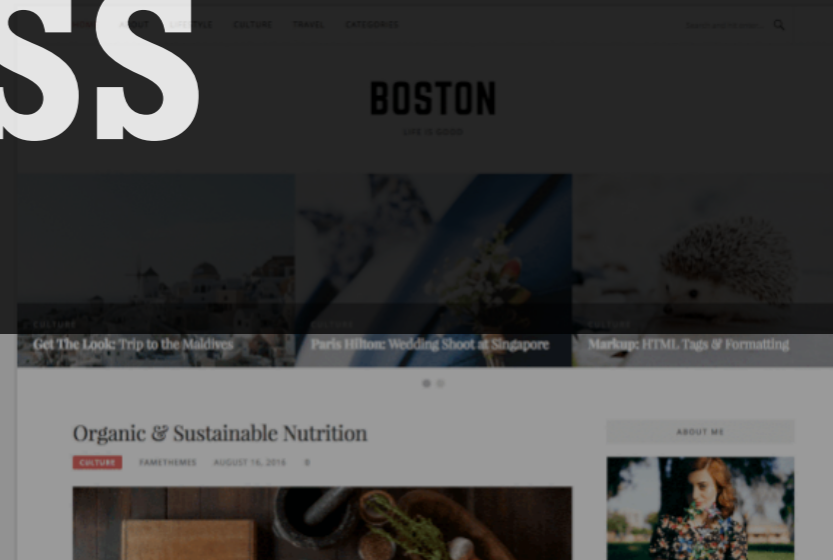 SS
ABOUT LIFESTYLE CULTURE TRAVEL CATEGORIES
BOSTON
LIFE IS GOOD
CULTURE
Get The Look: Trip to the Maldives
CULTURE
Paris Hilton: Wedding Shoot at Singapore
CULTURE
Markup: HTML Tags & Formatting
Organic & Sustainable Nutrition
CULTURE FAMETHEMES AUGUST 16, 2016 0
ABOUT ME